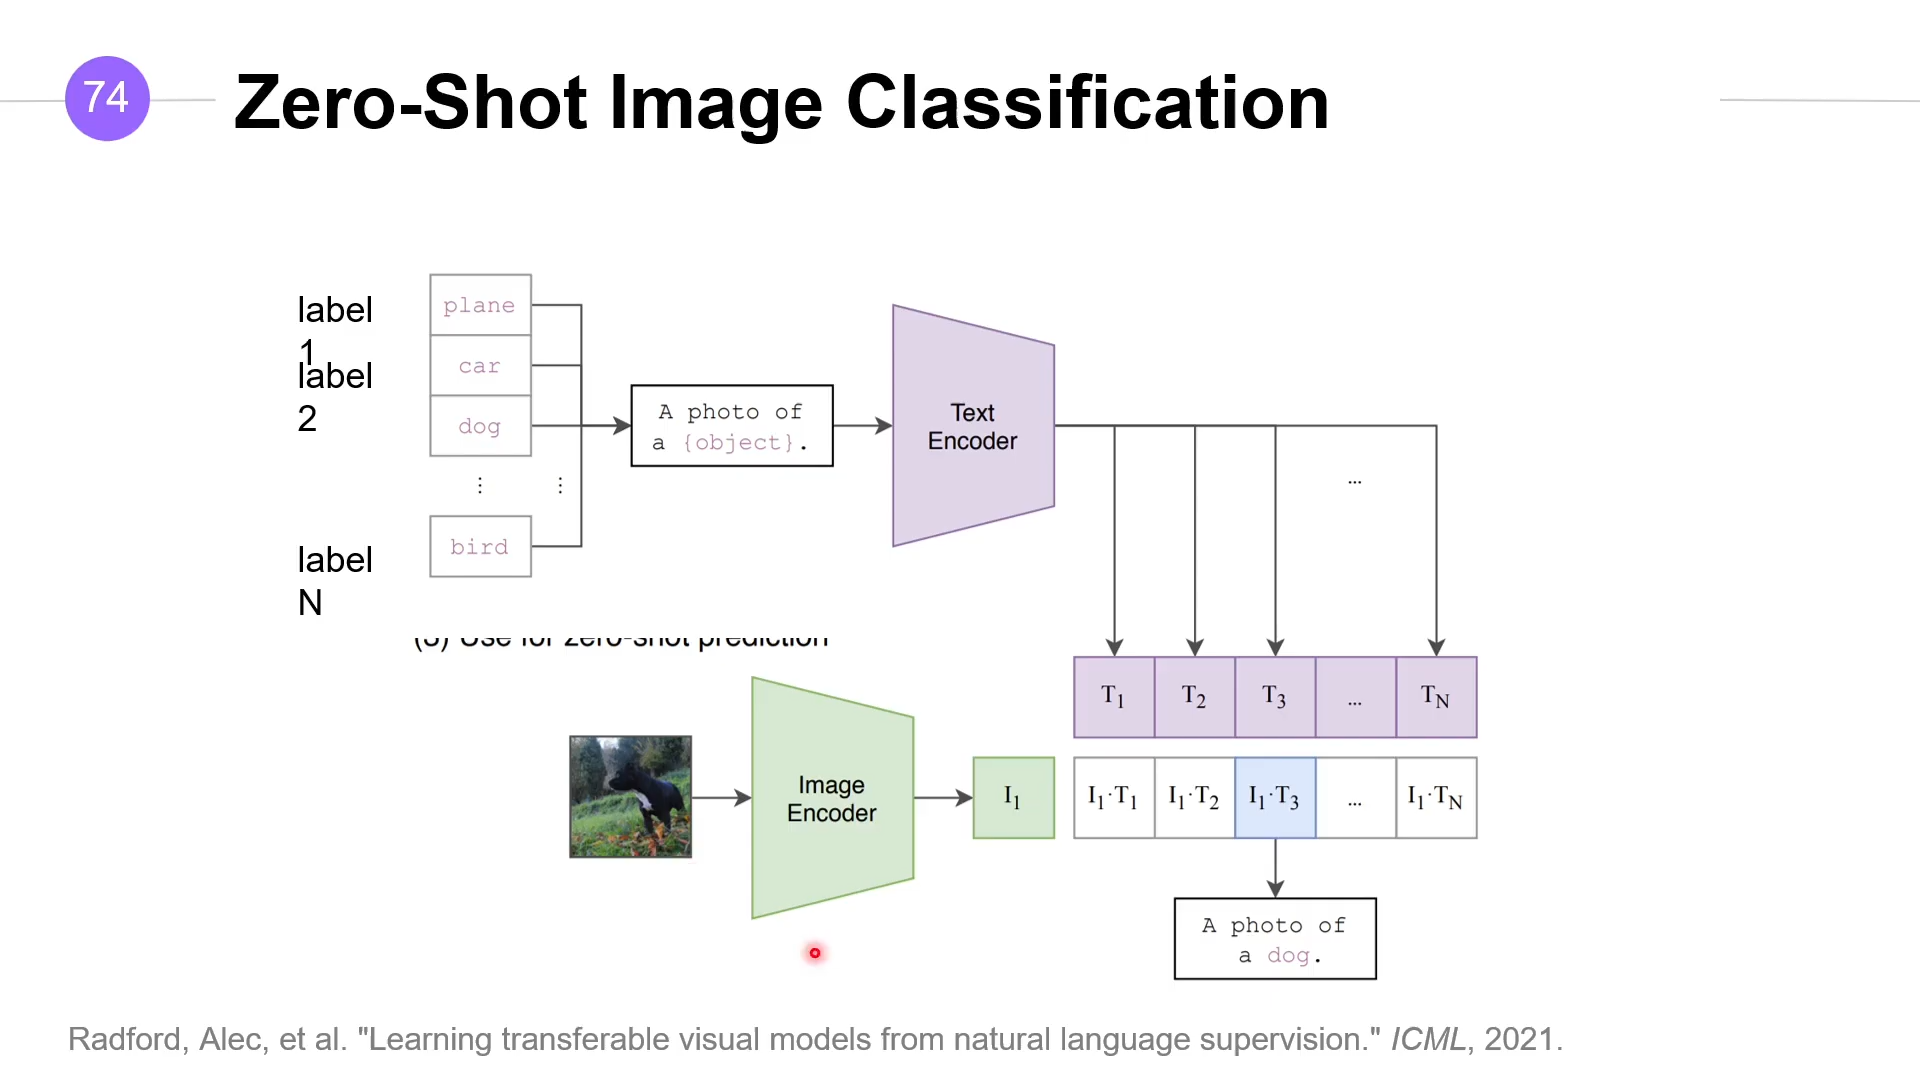 74
Zero-Shot Image Classification
label
1
label
2
label
N
plane
car
dog
⋮
⋮
bird
A photo of
a {object}.
Text
Encoder
...
(3) Use for zero-shot prediction
T1 T2 T3 ... TN
Image
Encoder
I1
I1·T1 I1·T2 I1·T3 ... I1·TN
A photo of
a dog.
Radford, Alec, et al. "Learning transferable visual models from natural language supervision." ICML, 2021.